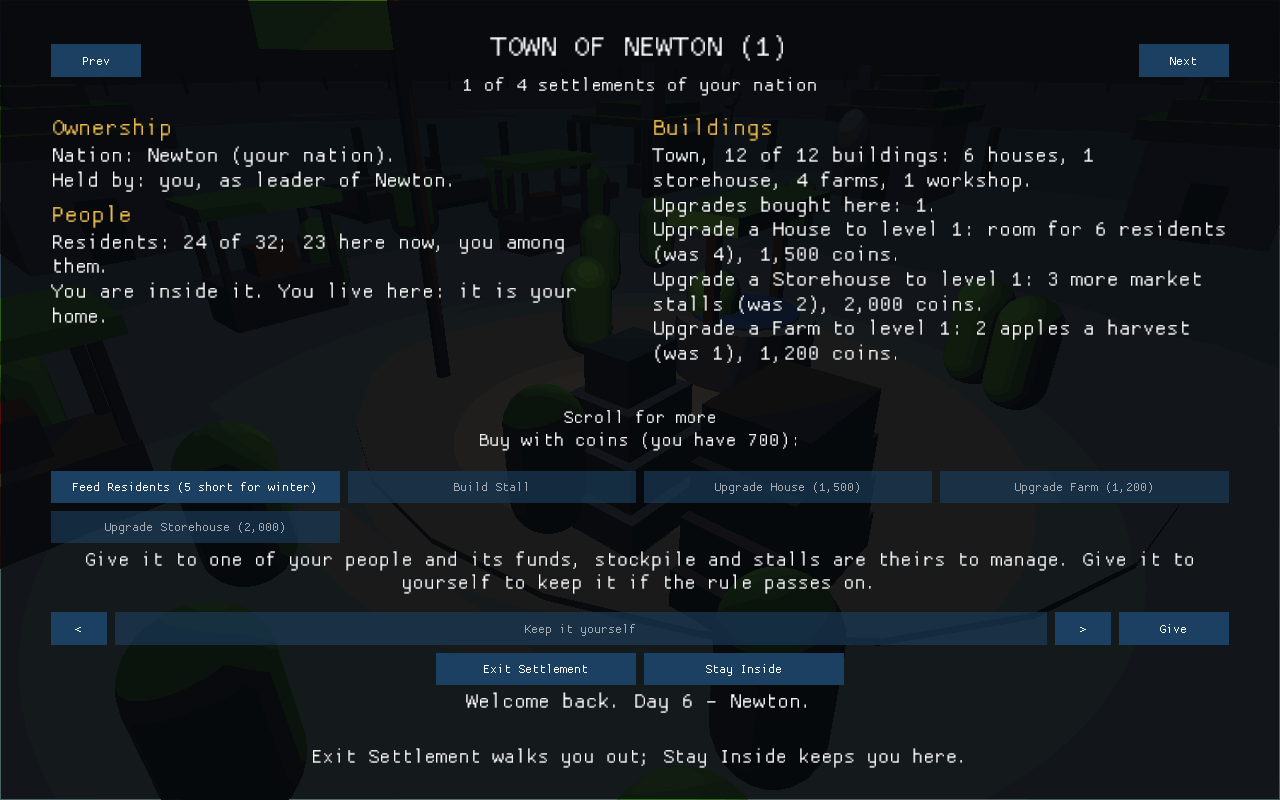 Prev
TOWN OF NEWTON (1)
Next
1 of 4 settlements of your nation
Ownership
Nation: Newton (your nation).
Held by: you, as leader of Newton.
People
Residents: 24 of 32; 23 here now, you among
them.
You are inside it. You live here: it is your
home.
Buildings
Town, 12 of 12 buildings: 6 houses, 1
storehouse, 4 farms, 1 workshop.
Upgrades bought here: 1.
Upgrade a House to level 1: room for 6 residents
(was 4), 1,500 coins.
Upgrade a Storehouse to level 1: 3 more market
stalls (was 2), 2,000 coins.
Upgrade a Farm to level 1: 2 apples a harvest
(was 1), 1,200 coins.
Scroll for more
Buy with coins (you have 700):
Feed Residents (5 short for winter)
Build Stall
Upgrade House (1,500)
Upgrade Farm (1,200)
Upgrade Storehouse (2,000)
Give it to one of your people and its funds, stockpile and stalls are theirs to manage. Give it to
yourself to keep it if the rule passes on.
<
Keep it yourself
>
Give
Exit Settlement
Stay Inside
Welcome back. Day 6 – Newton.
Exit Settlement walks you out; Stay Inside keeps you here.